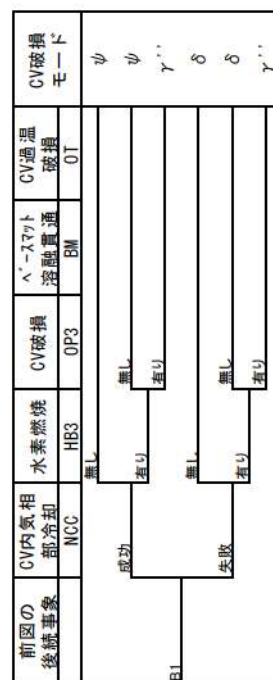 前図の
後続事象
CV内気相
部冷却
水素燃焼
CV破損
ベースマット
溶融貫通
CV過温
破損
CV破損
モード
NCC
HB3
OP3
BM
OT
B1
成功
失敗
無し
有り
無し
有り
無し
有り
無し
有り
ψ
ψ
γ''
δ
δ
γ''